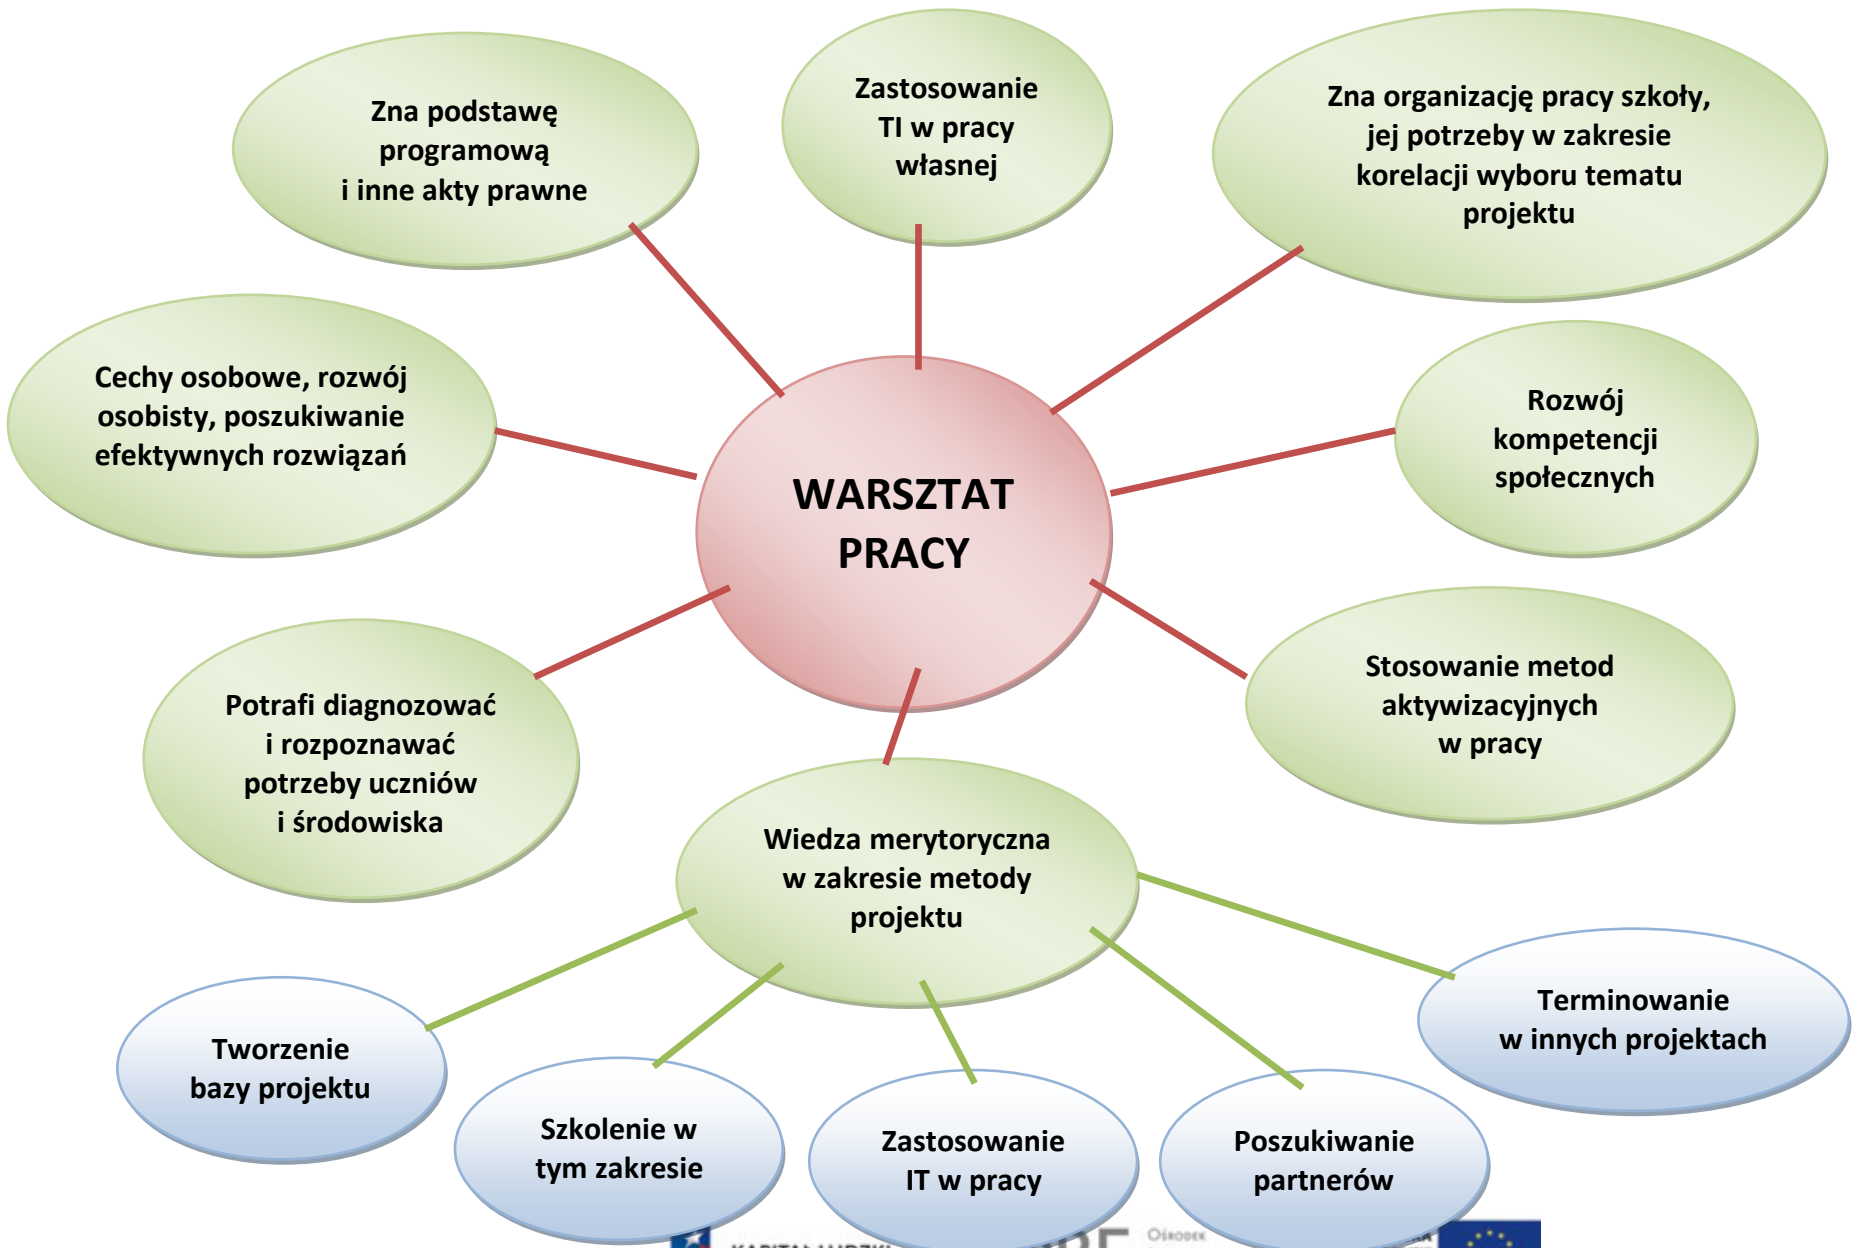 Zna podstawę
programową
i inne akty prawne
Zastosowanie
TI w pracy
własnej
Zna organizację pracy szkoły,
jej potrzeby w zakresie
korelacji wyboru tematu
projektu
Cechy osobowe, rozwój
osobisty, poszukiwanie
efektywnych rozwiązań
WARSZTAT
PRACY
Rozwój
kompetencji
społecznych
Potrafi diagnozować
i rozpoznawać
potrzeby uczniów
i środowiska
Stosowanie metod
aktywizacyjnych
w pracy
Wiedza merytoryczna
w zakresie metody
projektu
Tworzenie
bazy projektu
Szkolenie w
tym zakresie
Zastosowanie
IT w pracy
Poszukiwanie
partnerów
Terminowanie
w innych projektach
Ośrodek